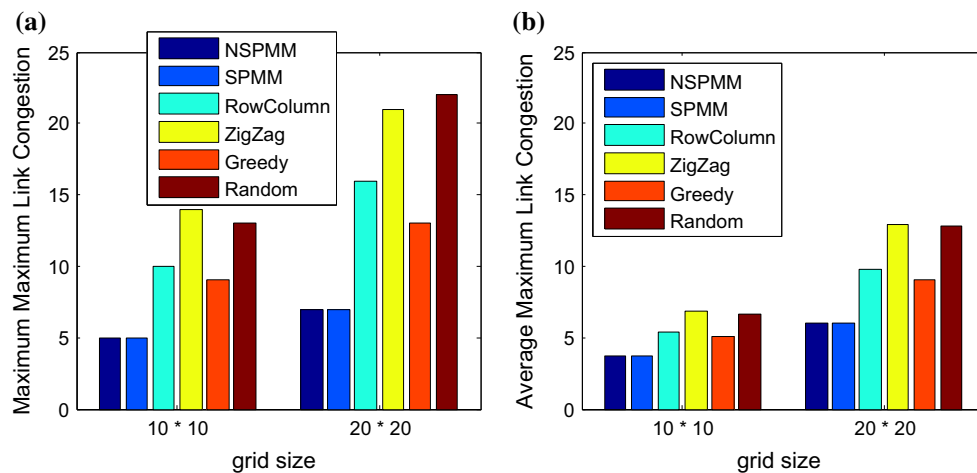 (a)
Maximum Maximum Link Congestion
25
20
15
10
5
0
NSPMM
SPMM
RowColumn
ZigZag
Greedy
Random
10 * 10
20 * 20
grid size
(b)
Average Maximum Link Congestion
25
20
15
10
5
0
NSPMM
SPMM
RowColumn
ZigZag
Greedy
Random
10 * 10
20 * 20
grid size